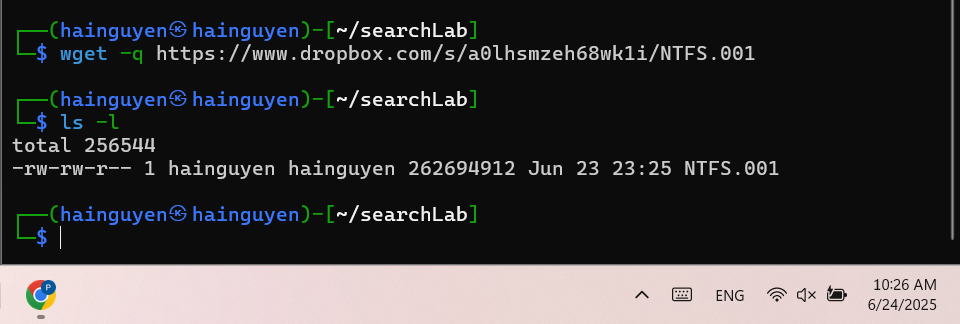 ┌──(hainguyen㉿hainguyen)-[~/searchLab]
└─$ wget -q https://www.dropbox.com/s/a0lhsmzeh68wk1i/NTFS.001
┌──(hainguyen㉿hainguyen)-[~/searchLab]
└─$ ls -l
total 256544
-rw-rw-r-- 1 hainguyen hainguyen 262694912 Jun 23 23:25 NTFS.001
┌──(hainguyen㉿hainguyen)-[~/searchLab]
└─$
P
ENG
10:26 AM
6/24/2025